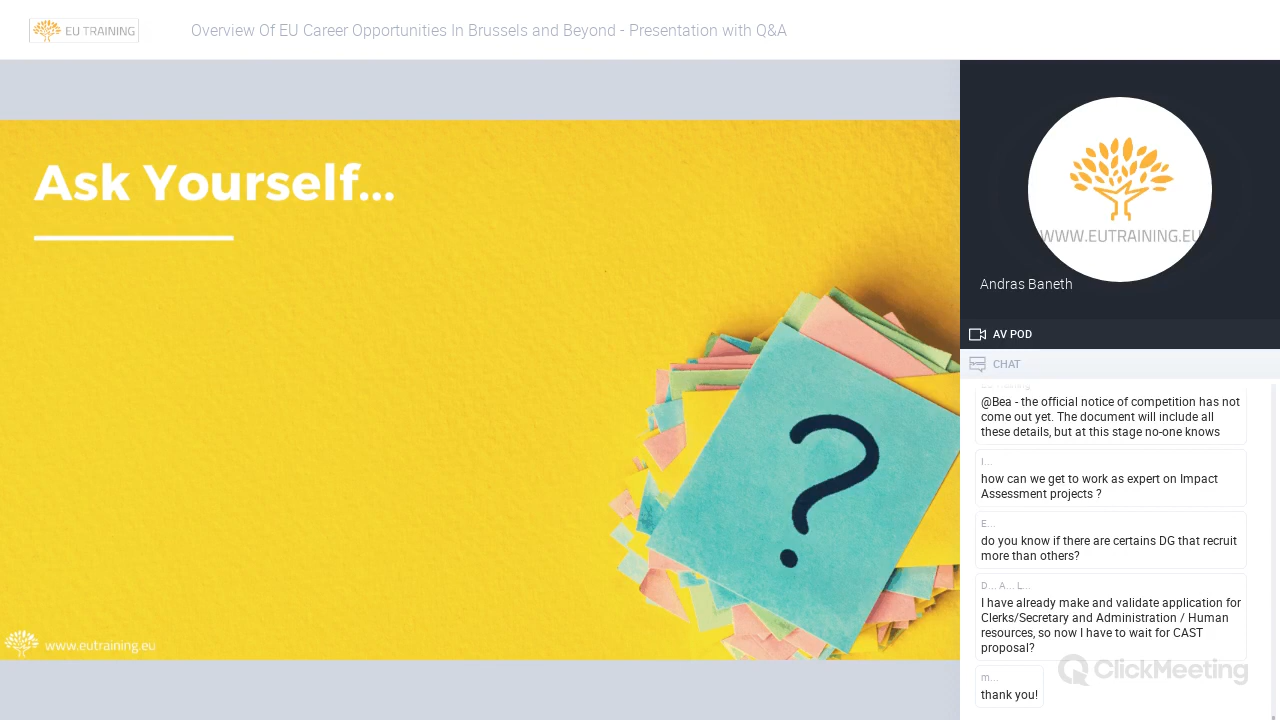 EU TRAINING
Overview Of EU Career Opportunities In Brussels and Beyond - Presentation with Q&A
Ask Yourself...
?
www.eutraining.eu
WWW.EUTRAINING.EU
Andras Baneth
AV POD
CHAT
@Bea - the official notice of competition has not
come out yet. The document will include all
these details, but at this stage no-one knows
I...
how can we get to work as expert on Impact
Assessment projects ?
E...
do you know if there are certains DG that recruit
more than others?
D... A... L...
I have already make and validate application for
Clerks/Secretary and Administration / Human
resources, so now I have to wait for CAST
proposal?
m...
thank you!
ClickMeeting